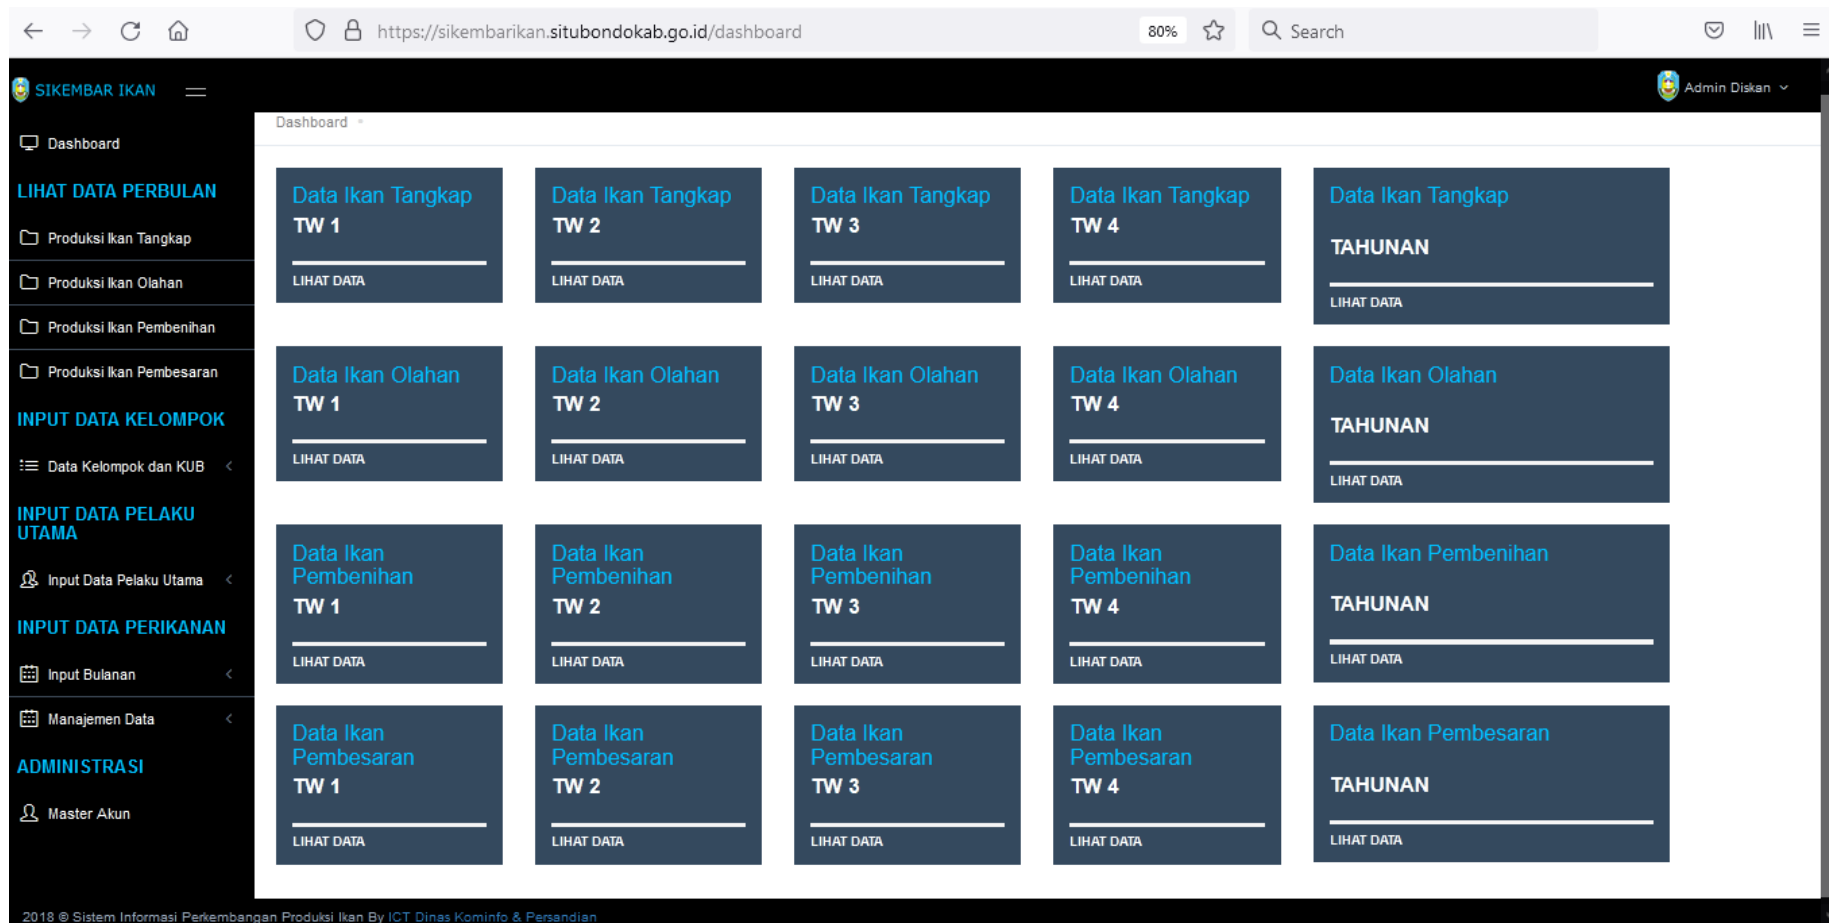 https://sikembarikan.situbondokab.go.id/dashboard
80%
Search
SIKEMBAR IKAN
Admin Diskan
Dashboard
Dashboard
LIHAT DATA PERBULAN
Produksi Ikan Tangkap
Produksi Ikan Olahan
Produksi Ikan Pembenihan
Produksi Ikan Pembesaran
INPUT DATA KELOMPOK
Data Kelompok dan KUB
INPUT DATA PELAKU
UTAMA
Input Data Pelaku Utama
INPUT DATA PERIKANAN
Input Bulanan
Manajemen Data
ADMINISTRASI
Master Akun
Data Ikan Tangkap
TW 1
LIHAT DATA
Data Ikan Tangkap
TW 2
LIHAT DATA
Data Ikan Tangkap
TW 3
LIHAT DATA
Data Ikan Tangkap
TW 4
LIHAT DATA
Data Ikan Tangkap
TAHUNAN
LIHAT DATA
Data Ikan Olahan
TW 1
LIHAT DATA
Data Ikan Olahan
TW 2
LIHAT DATA
Data Ikan Olahan
TW 3
LIHAT DATA
Data Ikan Olahan
TW 4
LIHAT DATA
Data Ikan Olahan
TAHUNAN
LIHAT DATA
Data Ikan
Pembenihan
TW 1
LIHAT DATA
Data Ikan
Pembenihan
TW 2
LIHAT DATA
Data Ikan
Pembenihan
TW 3
LIHAT DATA
Data Ikan
Pembenihan
TW 4
LIHAT DATA
Data Ikan Pembenihan
TAHUNAN
LIHAT DATA
Data Ikan
Pembesaran
TW 1
LIHAT DATA
Data Ikan
Pembesaran
TW 2
LIHAT DATA
Data Ikan
Pembesaran
TW 3
LIHAT DATA
Data Ikan
Pembesaran
TW 4
LIHAT DATA
Data Ikan Pembesaran
TAHUNAN
LIHAT DATA
2018 © Sistem Informasi Perkembangan Produksi Ikan By ICT Dinas Kominfo & Persandian